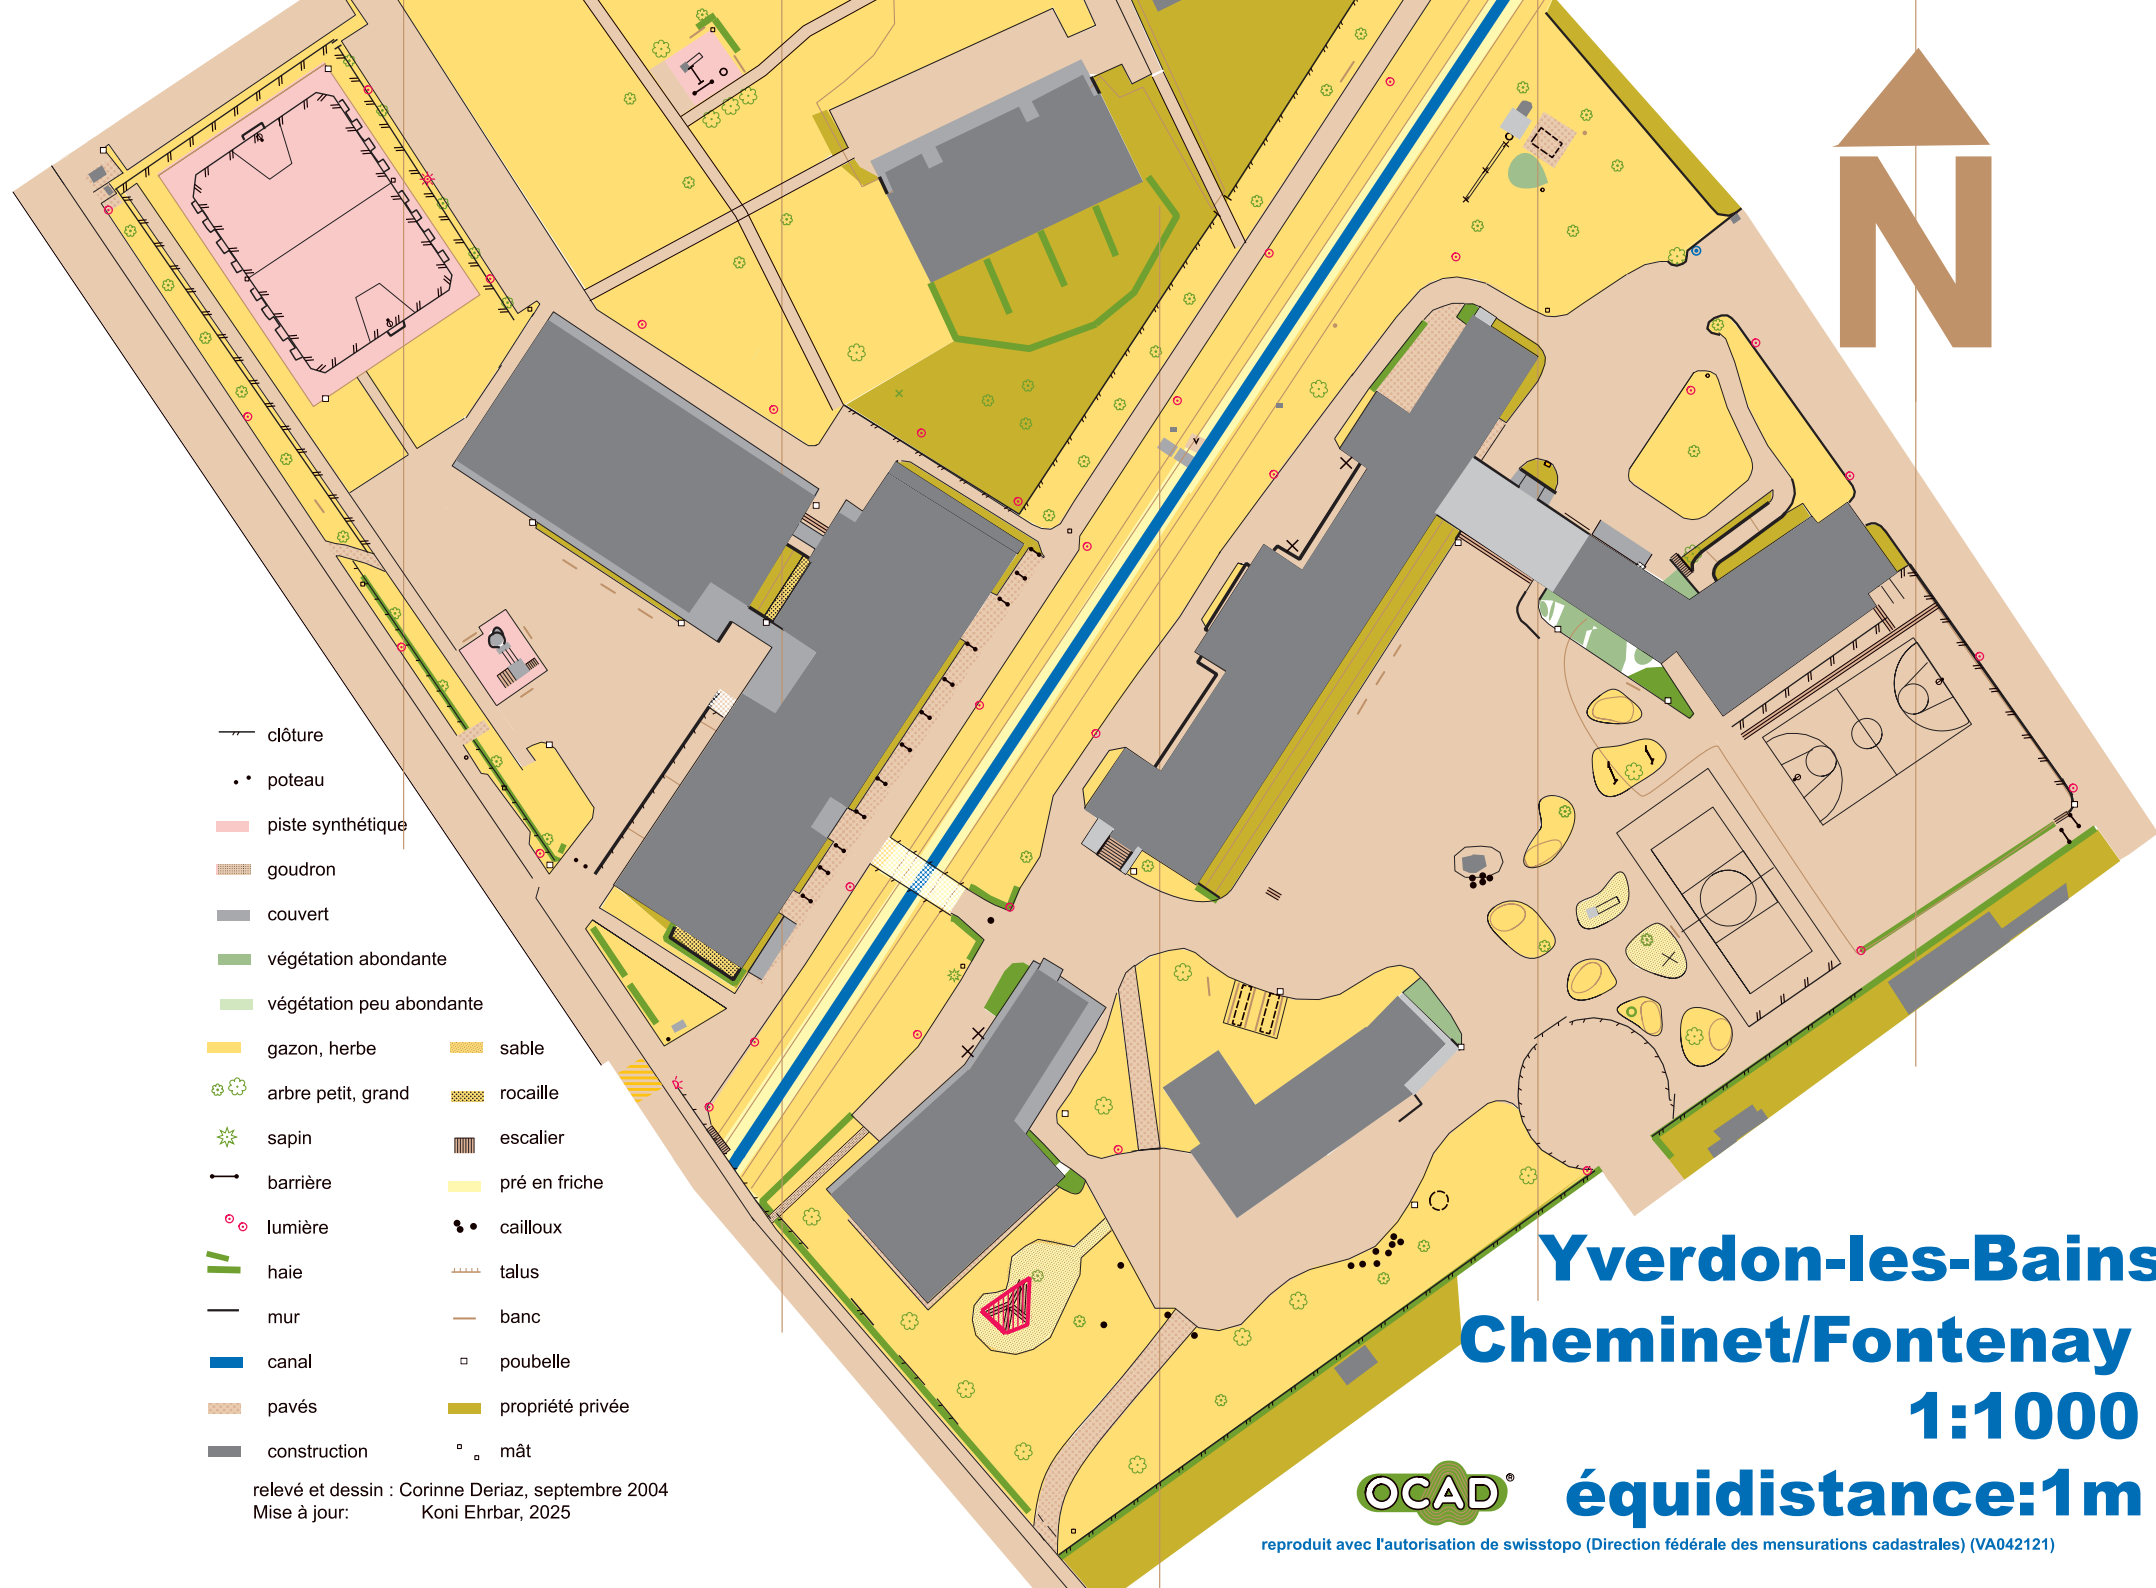 N
clôture
poteau
piste synthétique
goudron
couvert
végétation abondante
végétation peu abondante
gazon, herbe
arbre petit, grand
sapin
barrière
lumière
haie
mur
canal
pavés
construction
sable
rocaille
escalier
pré en friche
cailloux
talus
banc
poubelle
propriété privée
mât
relevé et dessin : Corinne Deriaz, septembre 2004
Mise à jour: Koni Ehrbar, 2025
Yverdon-les-Bains
Cheminet/Fontenay
1:1000
équidistance:1m
OCAD®
reproduit avec l'autorisation de swisstopo (Direction fédérale des mensurations cadastrales) (VA042121)